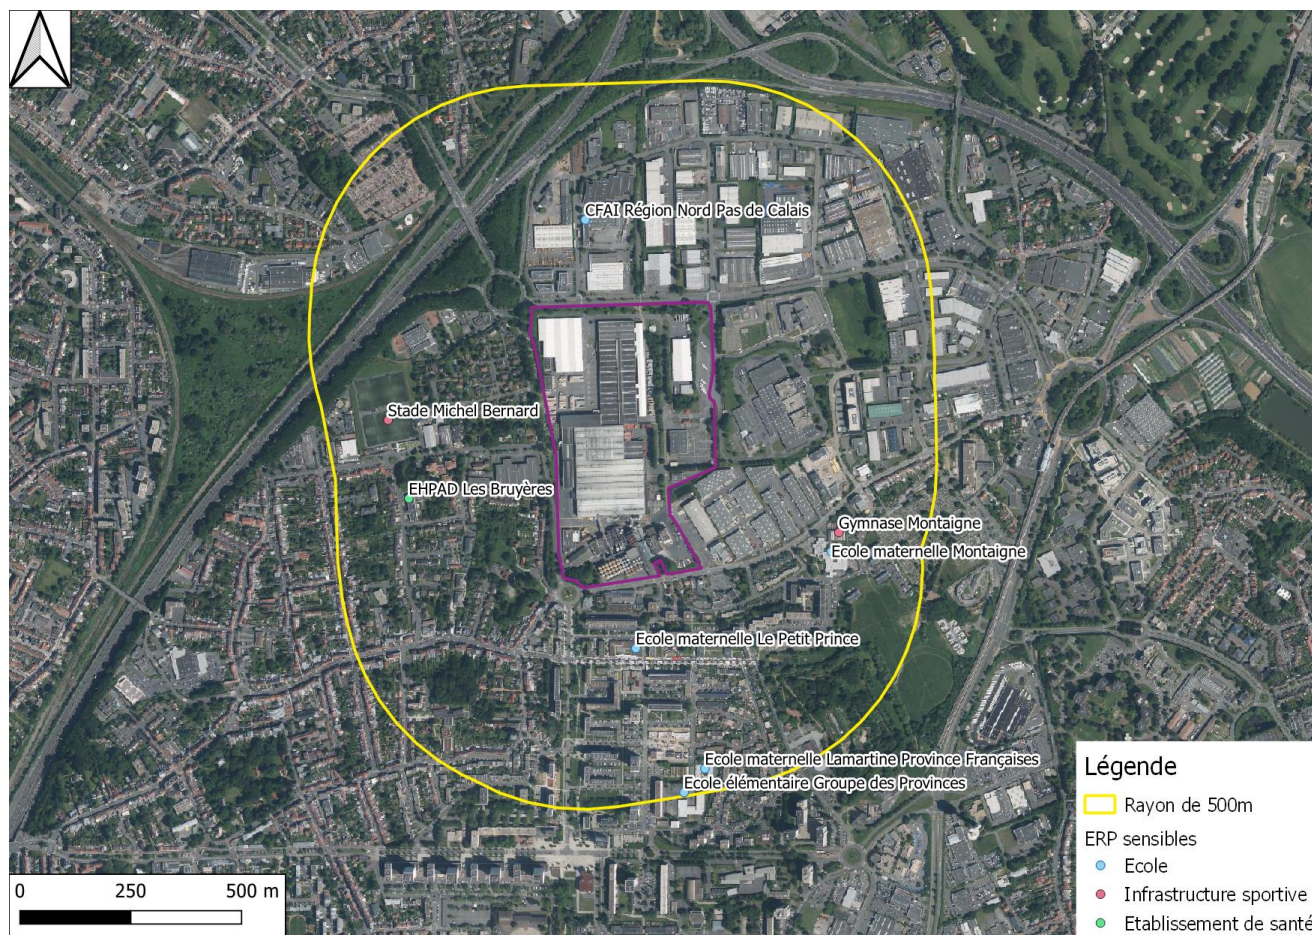 CFAI Région Nord Pas de Calais
Stade Michel Bernard
EHPAD Les Bruyères
Gymnase Montaigne
Ecole maternelle Montaigne
Ecole maternelle Le Petit Prince
Ecole maternelle Lamartine Province Françaises
Ecole élémentaire Groupe des Provinces
Légende
Rayon de 500m
ERP sensibles
Ecole
Infrastructure sportive
Etablissement de santé
0 250 500 m